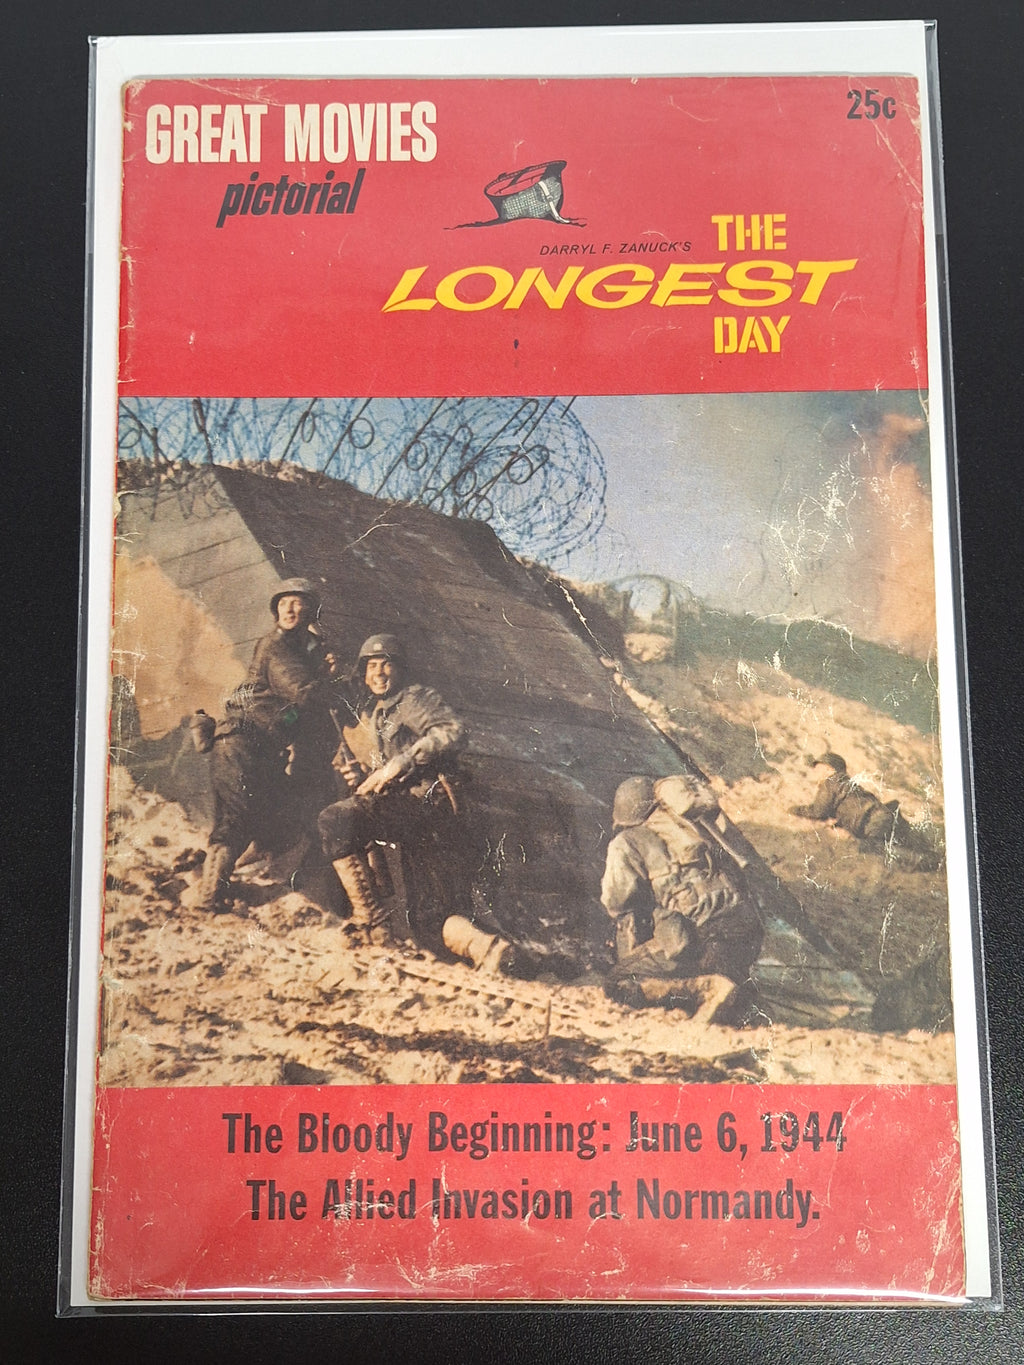 GREAT MOVIES
pictorial
25c
DARRYL F. ZANUCK'S
THE
LONGEST
DAY
The Bloody Beginning: June 6, 1944
The Allied Invasion at Normandy.